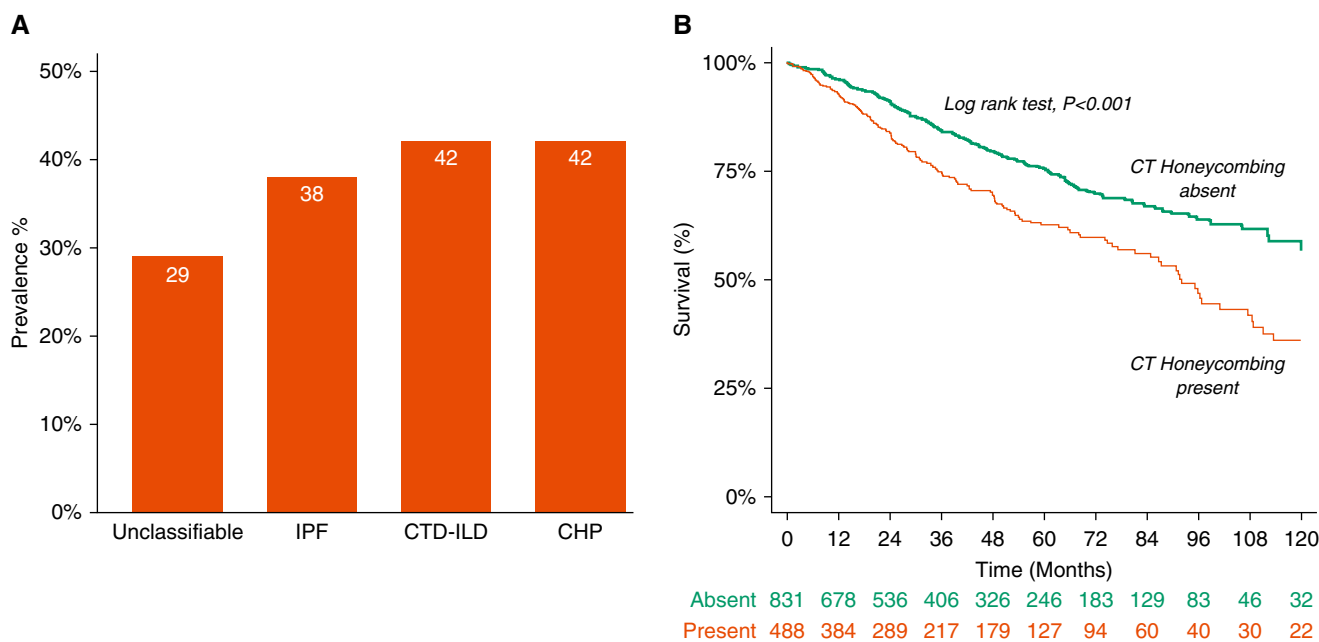 A
Prevalence %
50%
40%
30%
20%
10%
0%
29
38
42
42
Unclassifiable IPF CTD-ILD CHP
B
Survival (%)
100%
75%
50%
25%
0%
Log rank test, P<0.001
CT Honeycombing
absent
CT Honeycombing
present
0 12 24 36 48 60 72 84 96 108 120
Time (Months)
Absent 831 678 536 406 326 246 183 129 83 46 32
Present 488 384 289 217 179 127 94 60 40 30 22